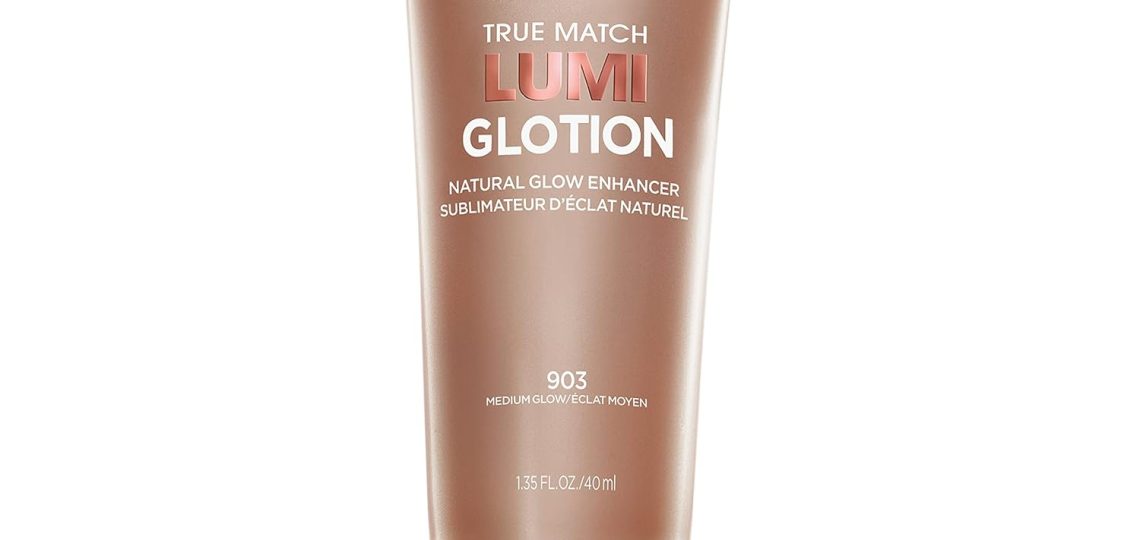 TRUE MATCH
LUMI
GLOTION
NATURAL GLOW ENHANCER
SUBLIMATEUR D'ÉCLAT NATUREL
903
MEDIUM GLOW/ÉCLAT MOYEN
1.35 FL.OZ./40 ml